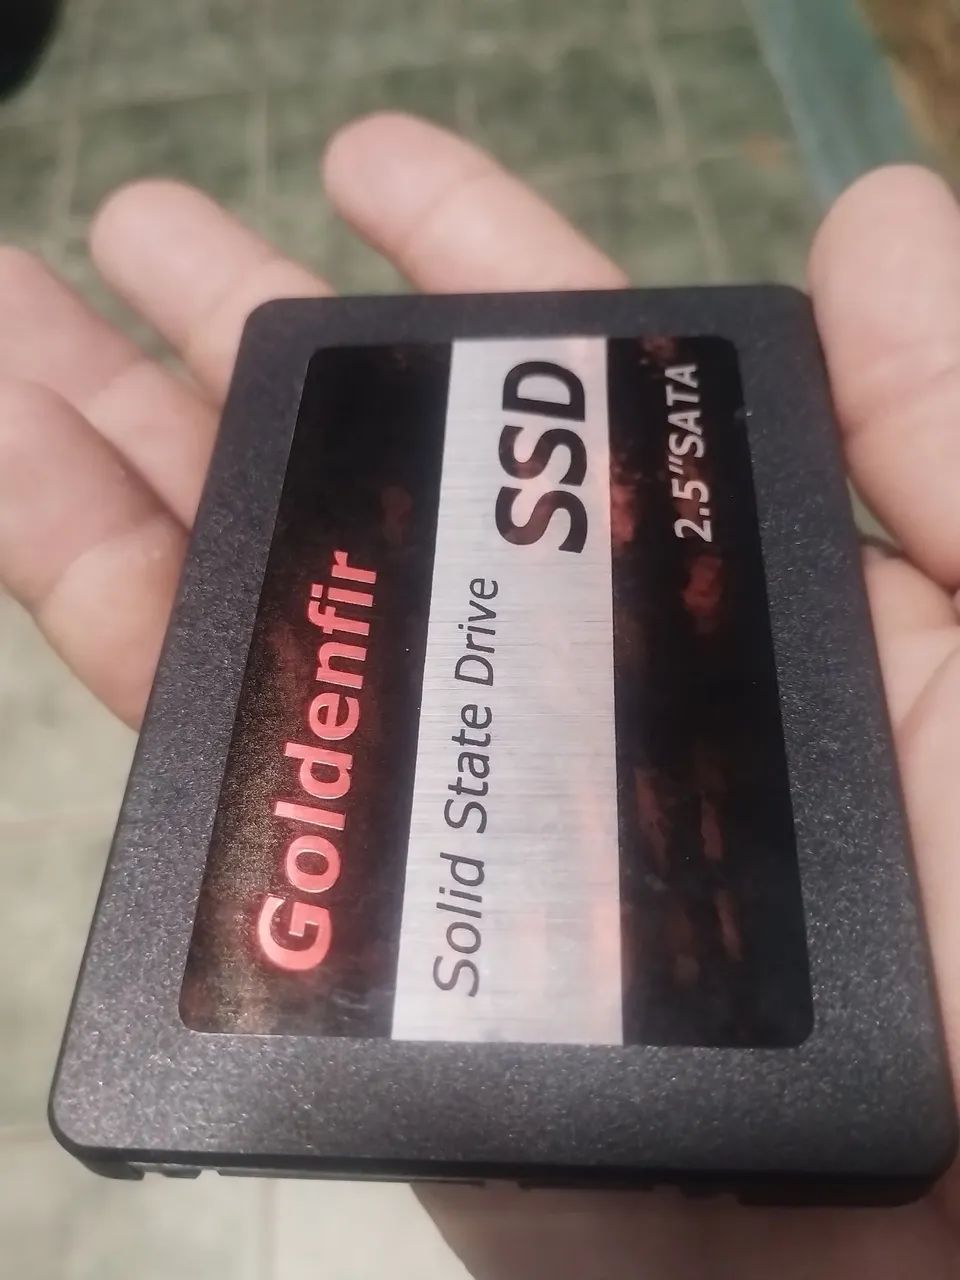 Goldenfir
Solid State Drive SSD
2.5"SATA